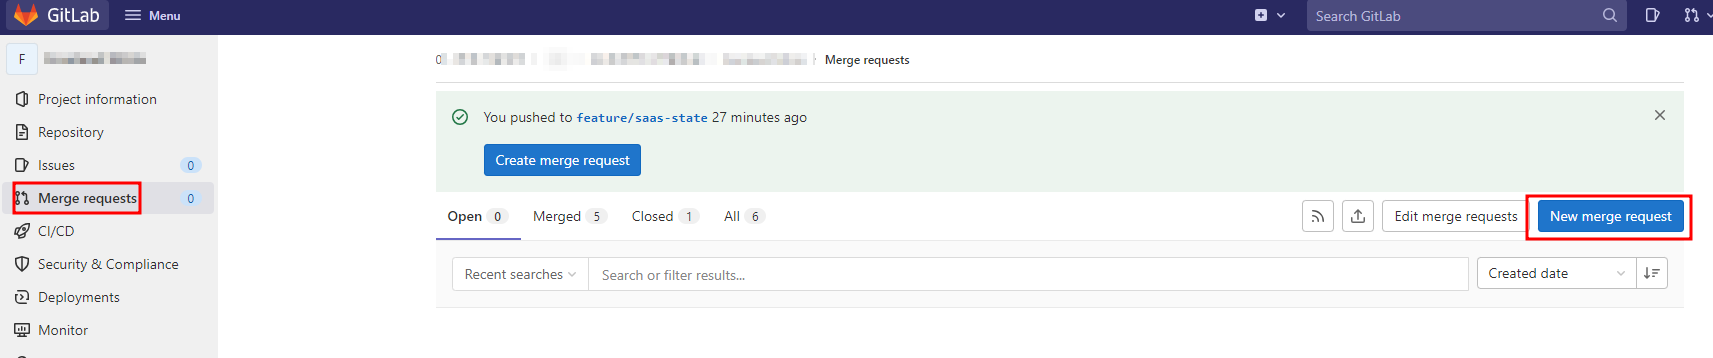 GitLab Menu Search GitLab
F
Merge requests
Project information
You pushed to feature/saas-state 27 minutes ago
Repository
Create merge request
Issues 0
Merge requests 0
Open 0 Merged 5 Closed 1 All 6 Edit merge requests New merge request
CI/CD
Security & Compliance
Recent searches Search or filter results... Created date
Deployments
Monitor